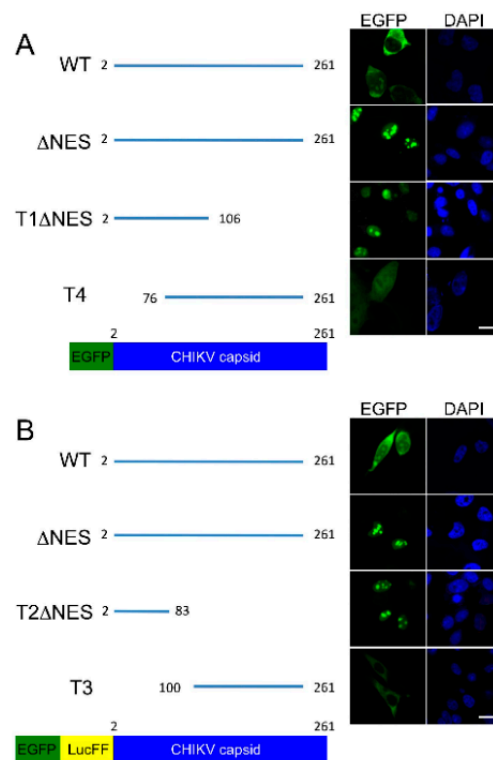 A
EGFP DAPI
WT 2 261
ΔNES 2 261
T1ΔNES 2 106
T4 76 261
2 261
EGFP CHIKV capsid
B
EGFP DAPI
WT 2 261
ΔNES 2 261
T2ΔNES 2 83
T3 100 261
2 261
EGFP LucFF CHIKV capsid